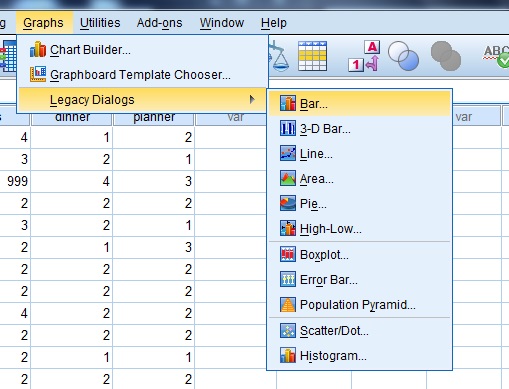 g Graphs Utilities Add-ons Window Help
Chart Builder...
Graphboard Template Chooser...
Legacy Dialogs
Bar...
3-D Bar...
Line...
Area...
Pie...
High-Low...
Boxplot...
Error Bar...
Population Pyramid...
Scatter/Dot...
Histogram...
1
A
ABC
s dinner planner var var
4 1 2
3 2 1
999 4 3
2 2 2
3 2 1
2 1 3
2 2 2
2 2 2
4 2 2
2 2 2
2 1 1
2 2 2